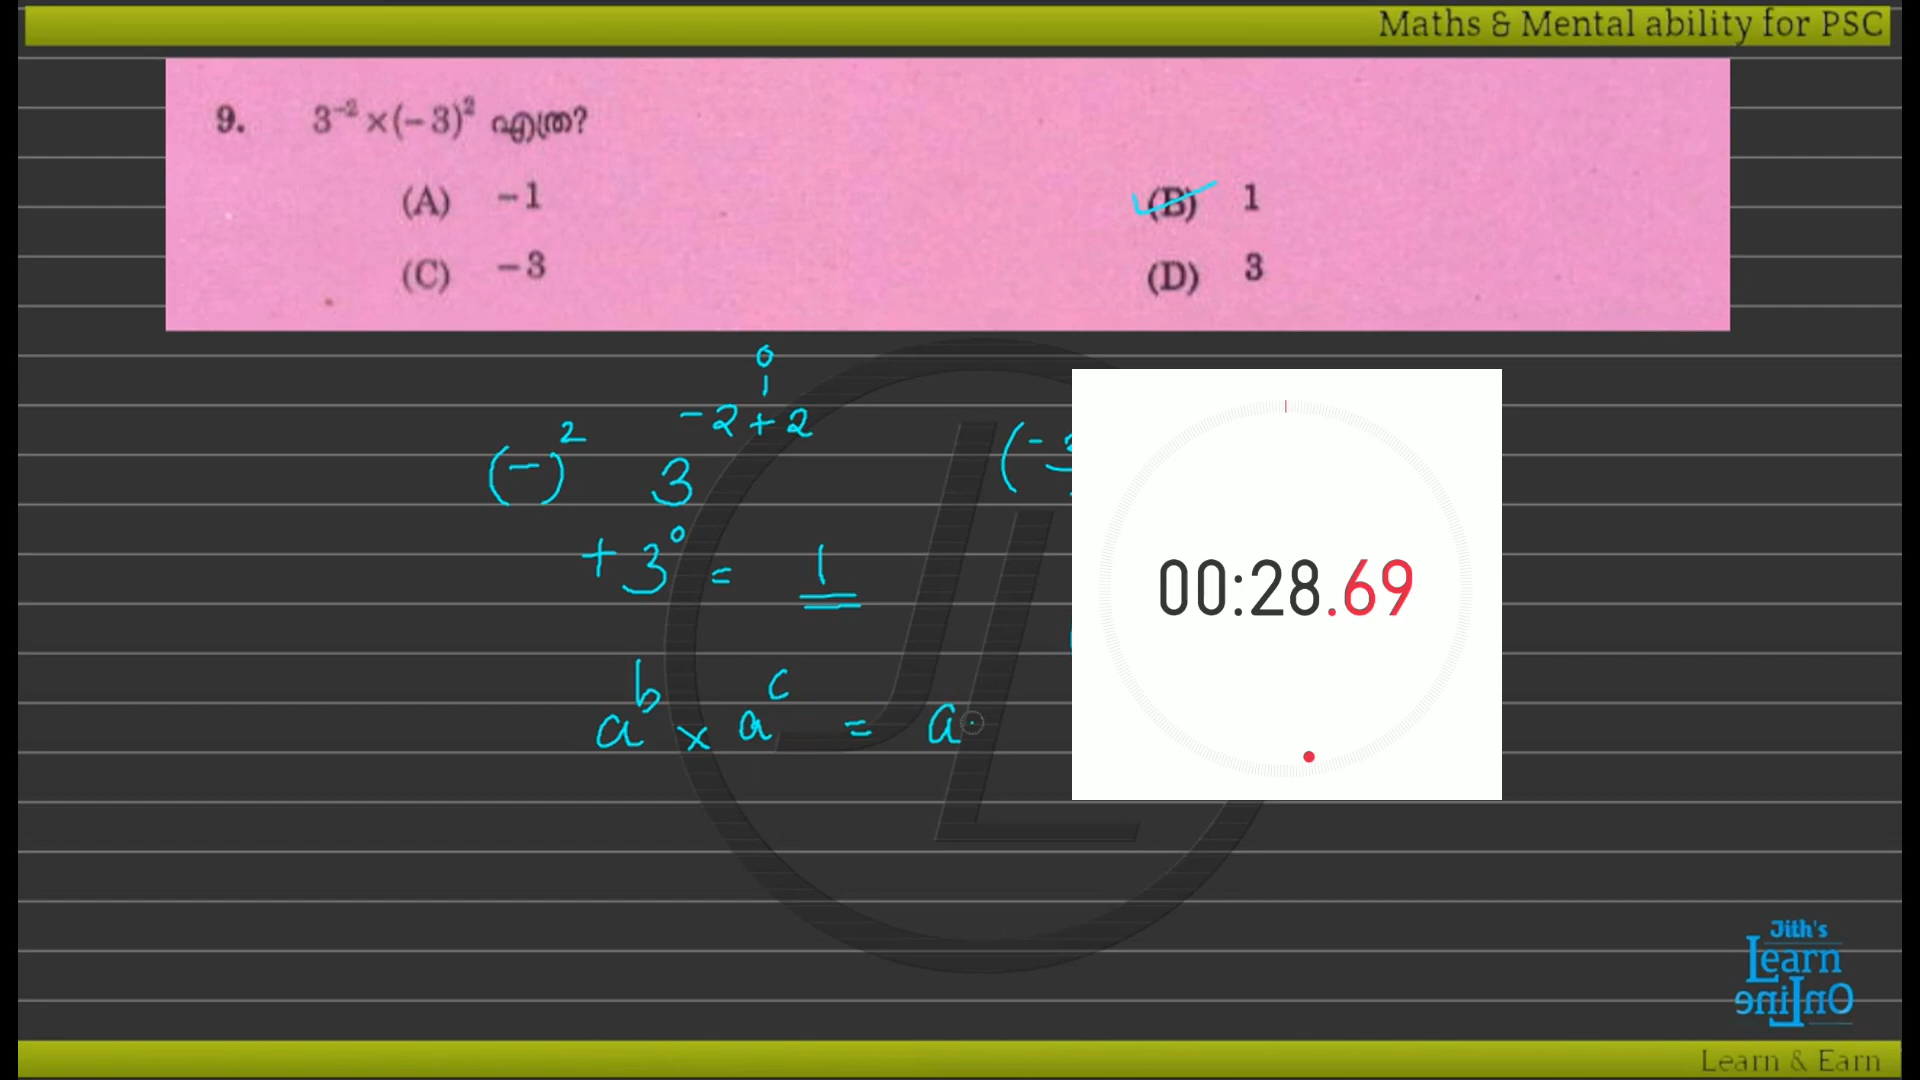 Maths & Mental ability for PSC
9. 3⁻² × (−3)² എത്ര?
(A) −1 (B) 1
(C) −3 (D) 3
0
(−)² 3⁻²⁺² (−3
+3⁰ = 1
00:28.69
aᵇ × aᶜ = a
Jith's
Learn
OnLine
Learn & Earn